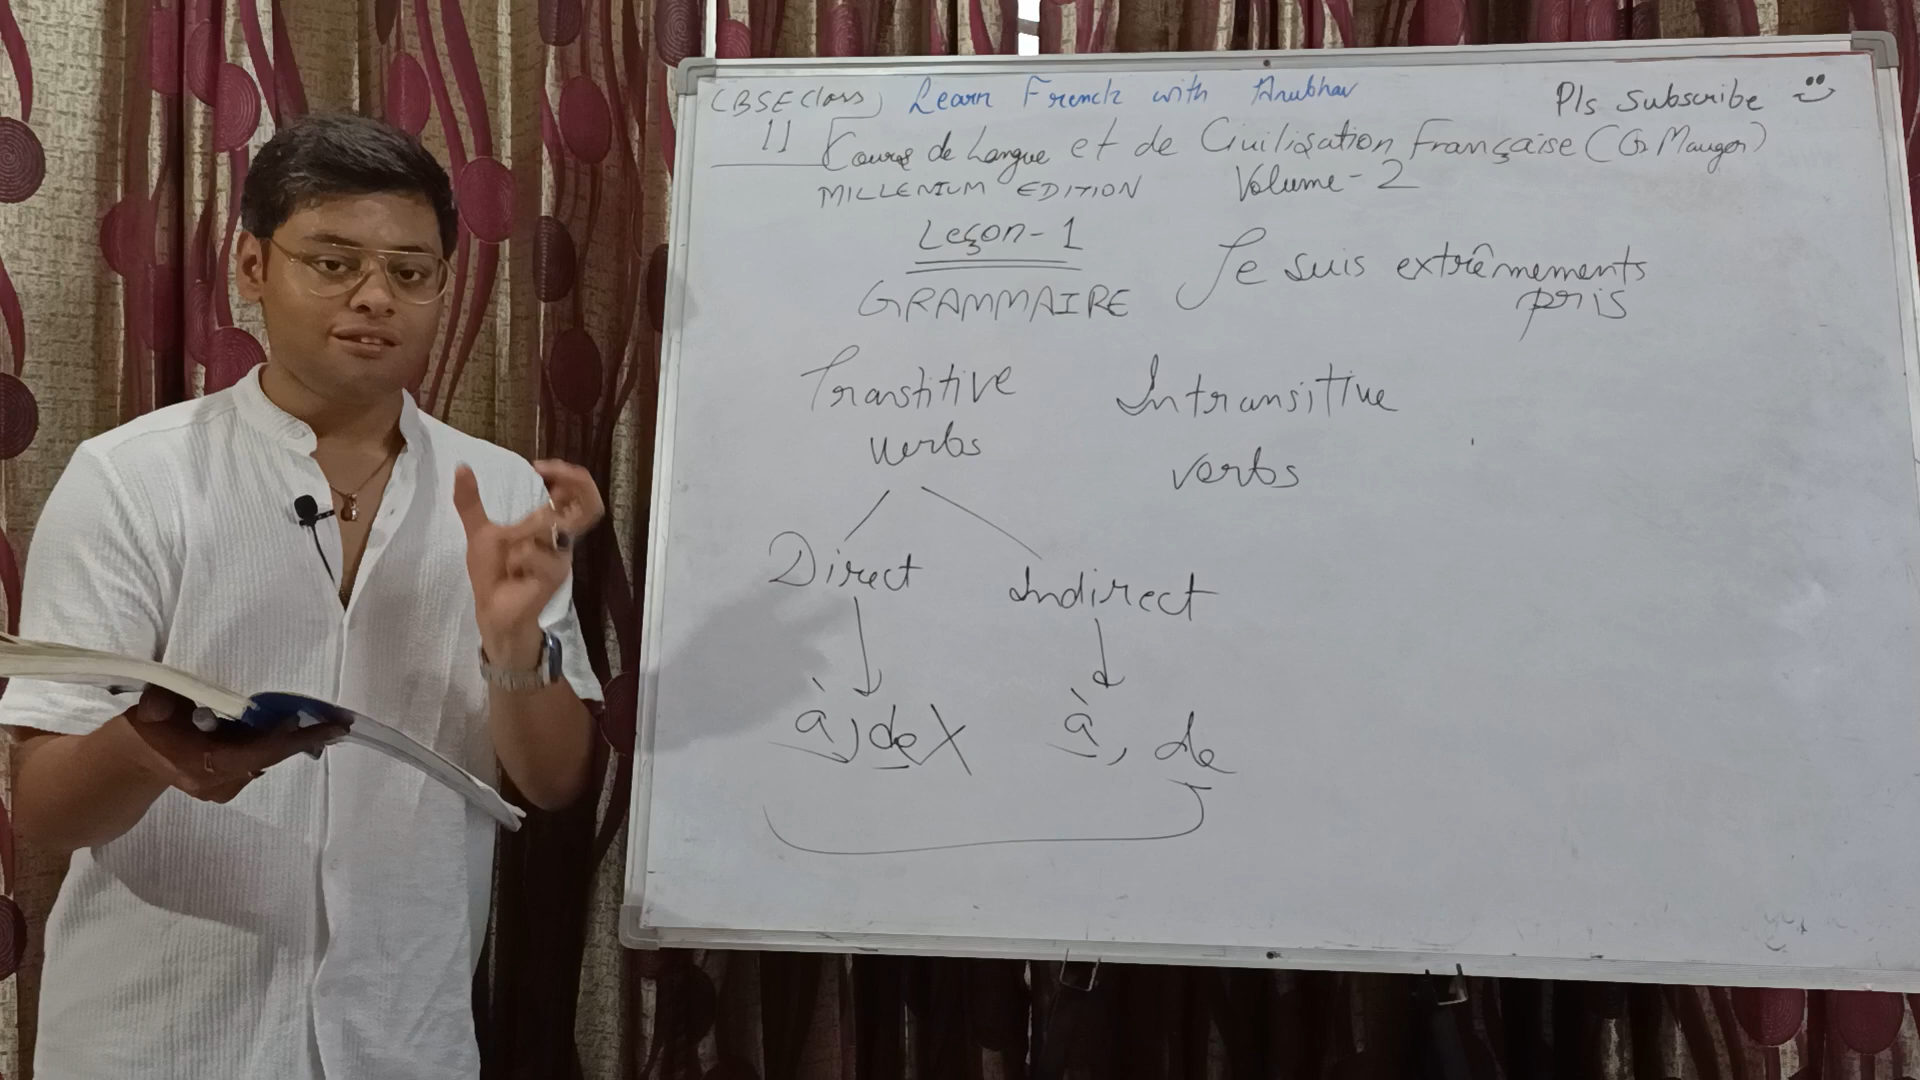 CBSE Class Learn French with Anubhav Pls Subscribe
11 Cours de Langue et de Civilisation Française (G. Mauger)
MILLENIUM EDITION Volume-2
Leçon-1
GRAMMAIRE
Je suis extrêmements
pris
Transtitive
verbs
Intransitive
verbs
Direct Indirect
à, de X à, de